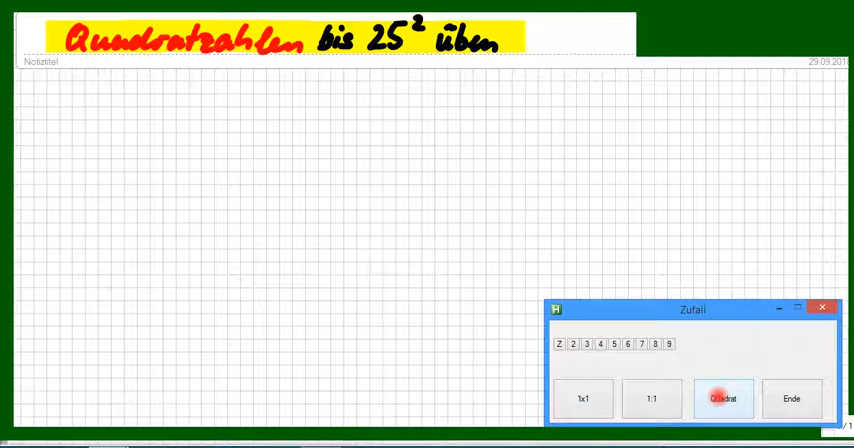 Quadratzahlen bis 25² üben
Notiztitel 29.09.201
Zufall
Z 2 3 4 5 6 7 8 9
1x1 1:1 Quadrat Ende